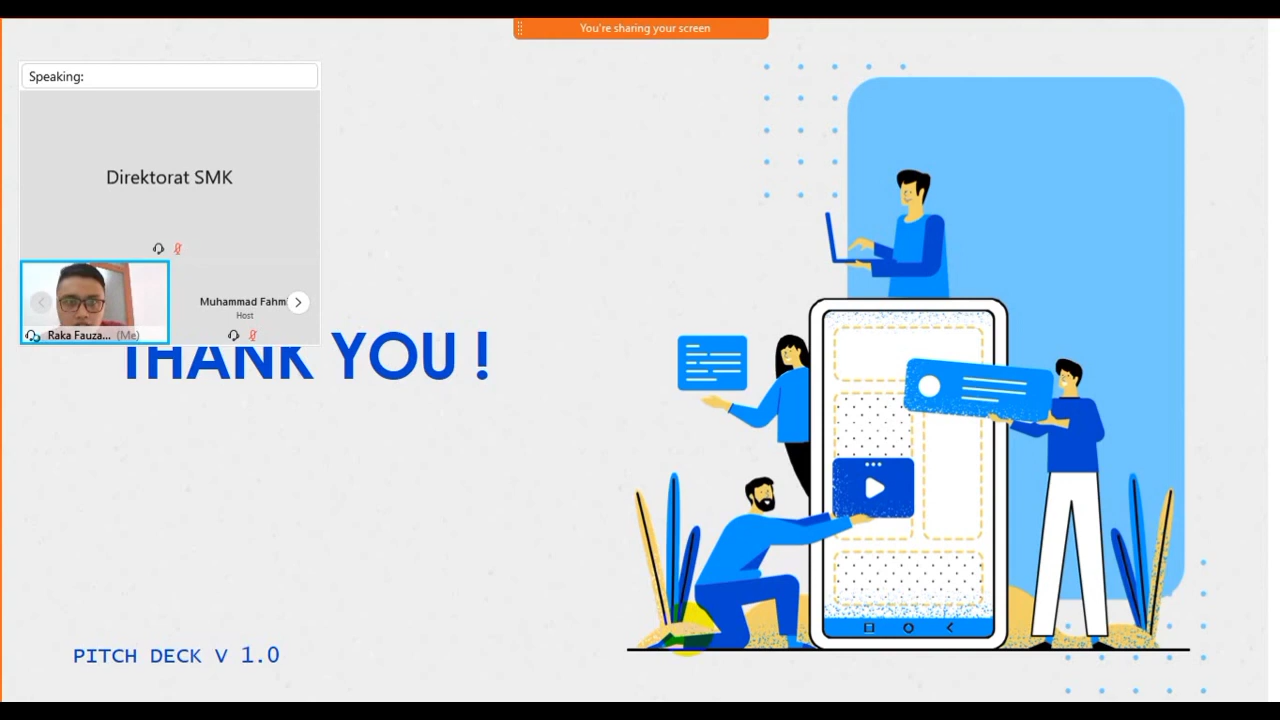 You're sharing your screen
Speaking:
Direktorat SMK
Muhammad Fahm
Host
Raka Fauza... (Me)
THANK YOU !
PITCH DECK V 1.0